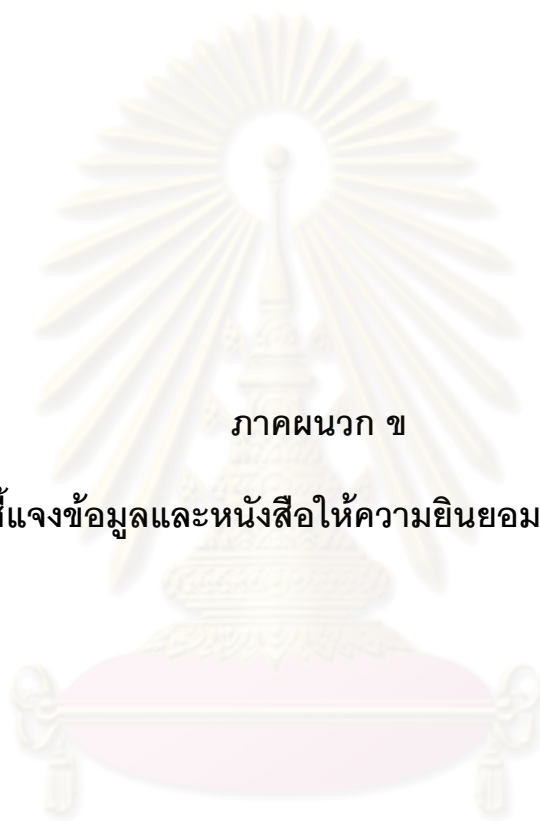 ภาคผนวก ข
ชี้แจงข้อมูลและหนังสือให้ความยินยอม